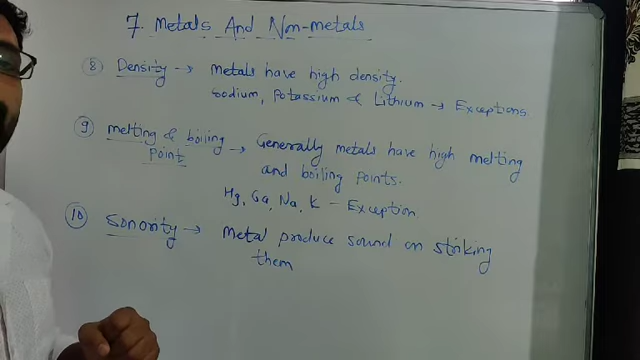 7. Metals And Non-metals
⑧ Density → Metals have high density.
Sodium, Potassium & Lithium → Exceptions.
⑨ melting & boiling point → Generally metals have high melting
and boiling points.
Hg, Ga, Na, K - Exception
⑩ Sonority → Metal produce sound on striking
them